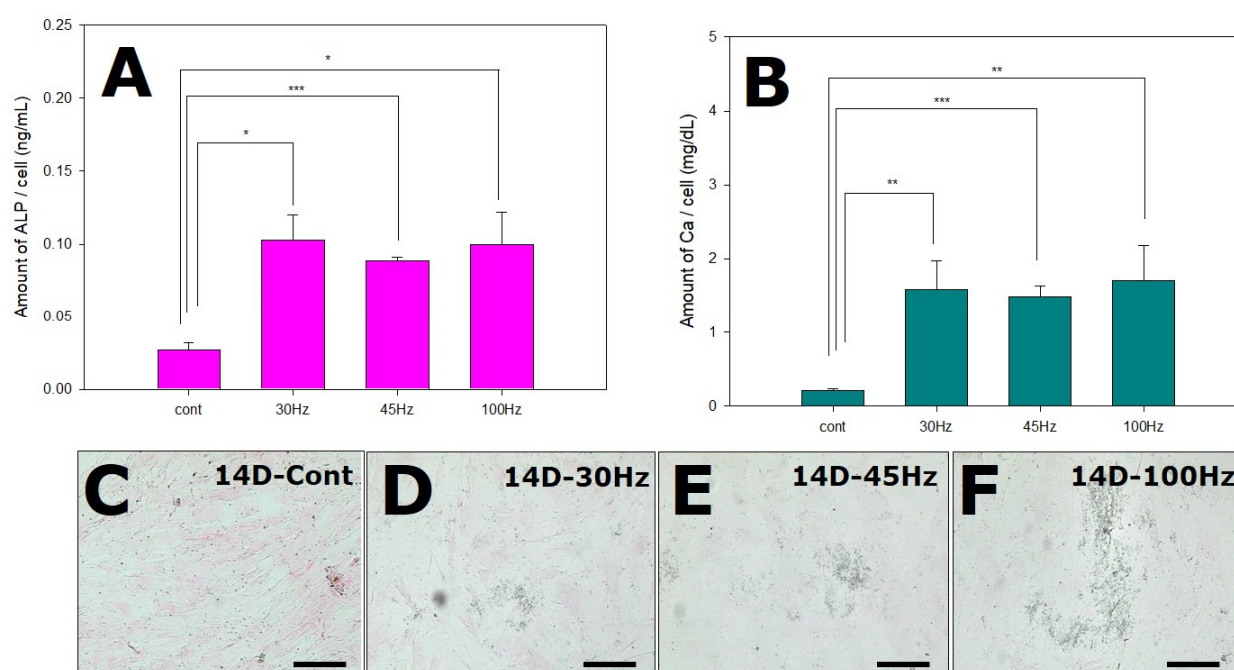 A
Amount of ALP / cell (ng/mL)
0.25
0.20
0.15
0.10
0.05
0.00
*
***
*
cont
30Hz
45Hz
100Hz
B
Amount of Ca / cell (mg/dL)
5
4
3
2
1
0
**
***
**
cont
30Hz
45Hz
100Hz
C
14D-Cont
D
14D-30Hz
E
14D-45Hz
F
14D-100Hz